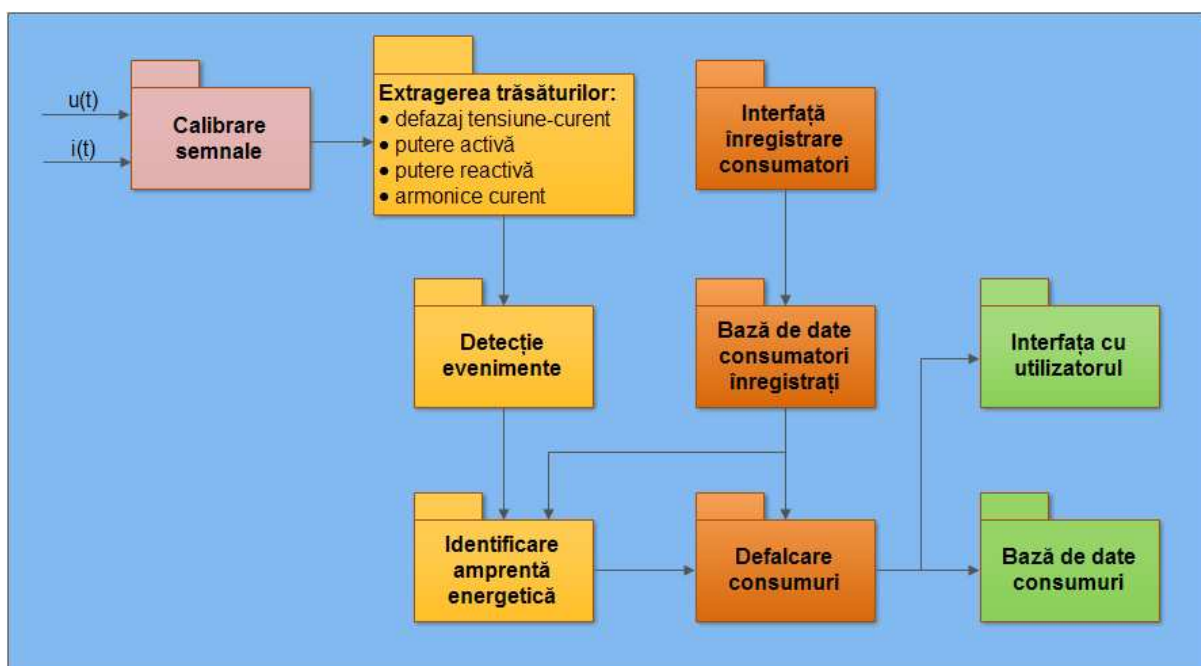 u(t)
i(t)
Calibrare
semnale
Extragerea trăsăturilor:
• defazaj tensiune-curent
• putere activă
• putere reactivă
• armonice curent
Interfață
înregistrare
consumatori
Detecție
evenimente
Bază de date
consumatori
înregistrați
Interfața cu
utilizatorul
Identificare
amprentă
energetică
Defalcare
consumuri
Bază de date
consumuri